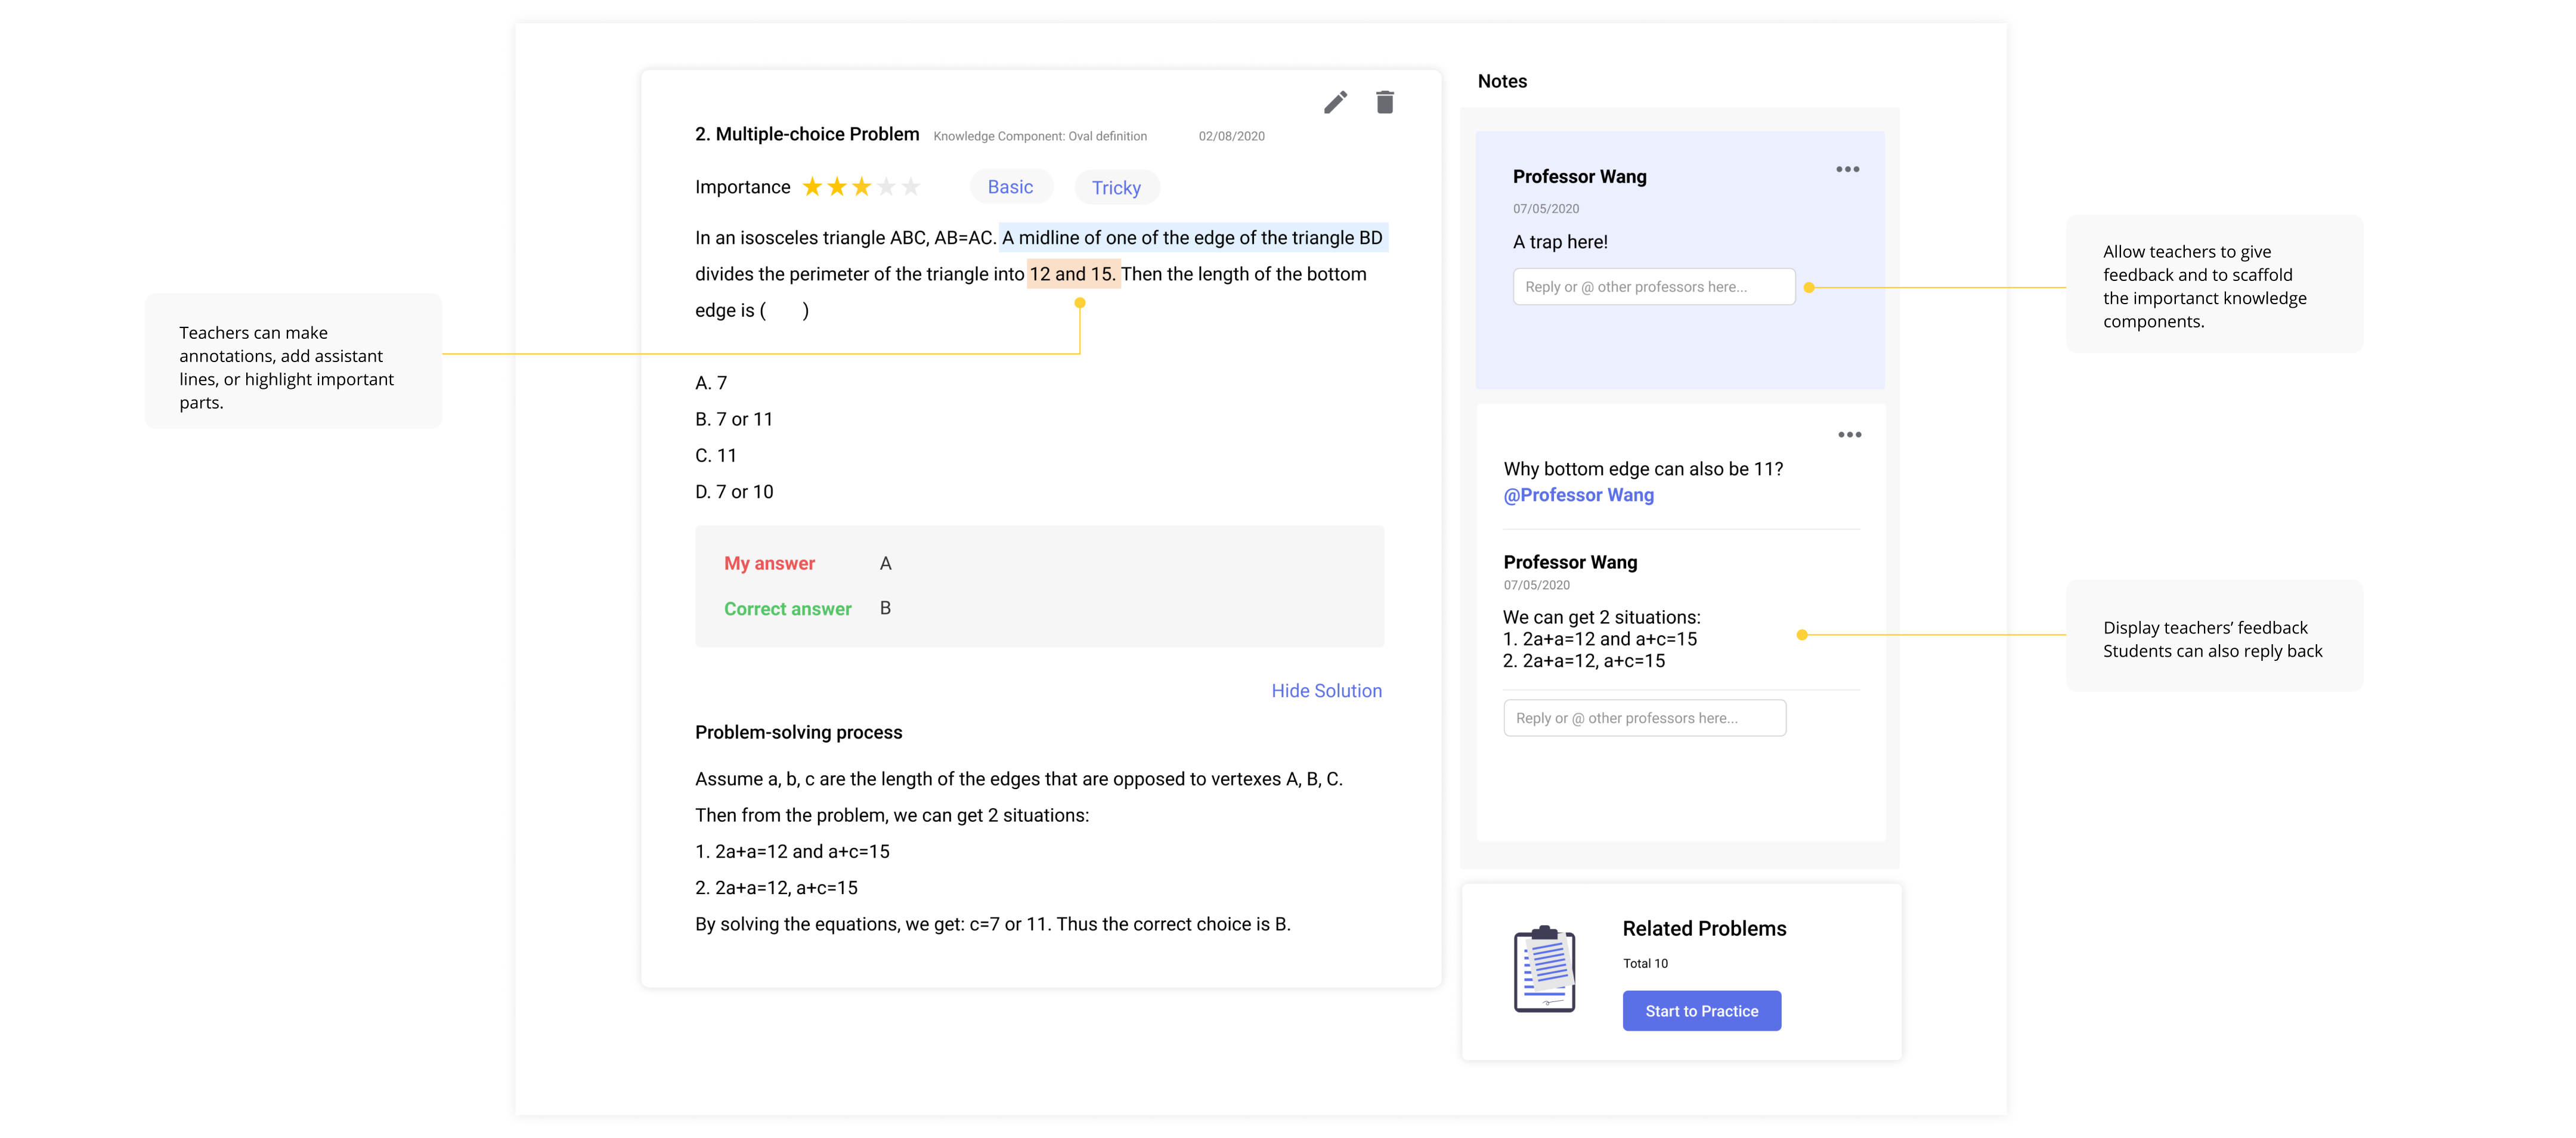 2. Multiple-choice Problem Knowledge Component: Oval definition 02/08/2020
Importance Basic Tricky
In an isosceles triangle ABC, AB=AC. A midline of one of the edge of the triangle BD
divides the perimeter of the triangle into 12 and 15. Then the length of the bottom
edge is (      )
A. 7
B. 7 or 11
C. 11
D. 7 or 10
My answer A
Correct answer B
Hide Solution
Problem-solving process
Assume a, b, c are the length of the edges that are opposed to vertexes A, B, C.
Then from the problem, we can get 2 situations:
1. 2a+a=12 and a+c=15
2. 2a+a=12, a+c=15
By solving the equations, we get: c=7 or 11. Thus the correct choice is B.
Teachers can make
annotations, add assistant
lines, or highlight important
parts.
Notes
Professor Wang
07/05/2020
A trap here!
Reply or @ other professors here...
Why bottom edge can also be 11?
@Professor Wang
Professor Wang
07/05/2020
We can get 2 situations:
1. 2a+a=12 and a+c=15
2. 2a+a=12, a+c=15
Reply or @ other professors here...
Related Problems
Total 10
Start to Practice
Allow teachers to give
feedback and to scaffold
the importanct knowledge
components.
Display teachers’ feedback
Students can also reply back